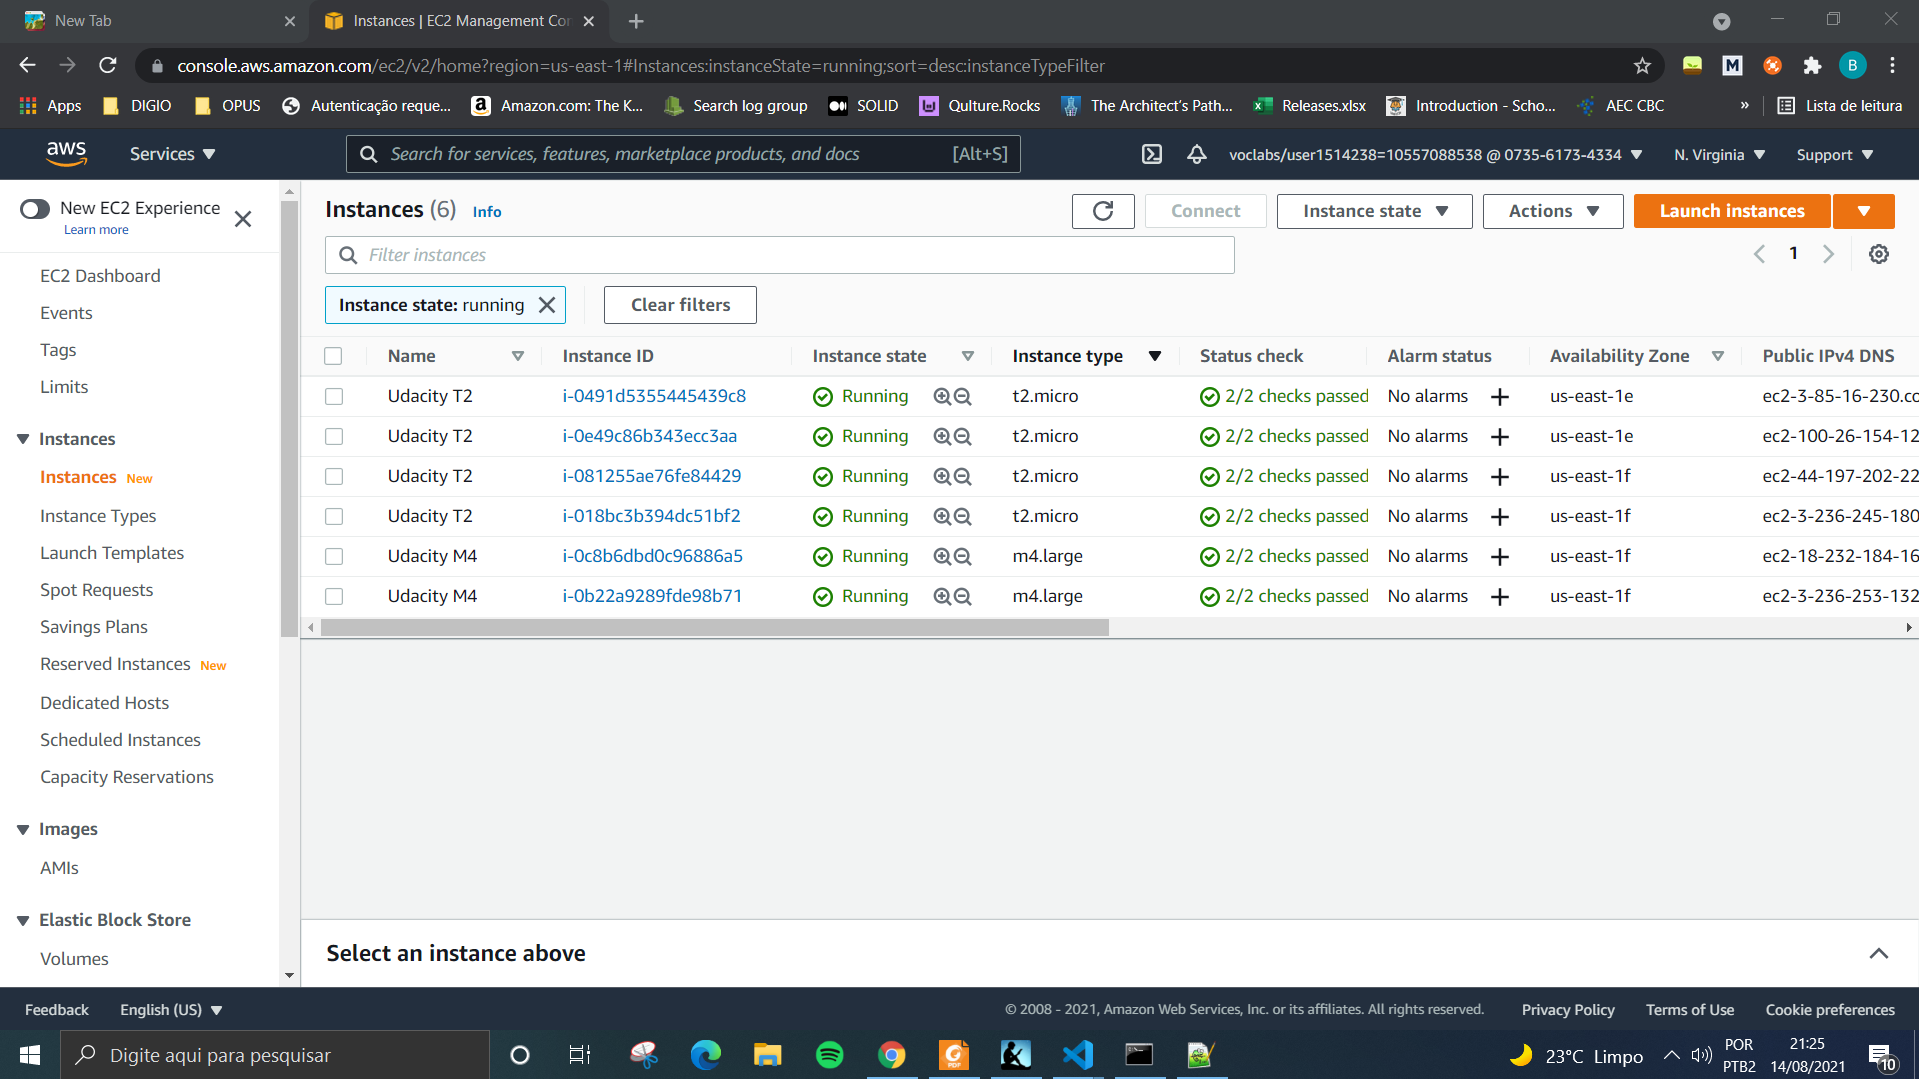 New Tab
Instances | EC2 Management Con
console.aws.amazon.com/ec2/v2/home?region=us-east-1#Instances:instanceState=running;sort=desc:instanceTypeFilter
M
B
Apps
DIGIO
OPUS
Autenticação reque...
Amazon.com: The K...
Search log group
SOLID
Qulture.Rocks
The Architect's Path...
Releases.xlsx
Introduction - Scho...
AEC CBC
»
Lista de leitura
aws
Services
Search for services, features, marketplace products, and docs
[Alt+S]
voclabs/user1514238=10557088538 @ 0735-6173-4334
N. Virginia
Support
New EC2 Experience
Learn more
EC2 Dashboard
Events
Tags
Limits
Instances
Instances New
Instance Types
Launch Templates
Spot Requests
Savings Plans
Reserved Instances New
Dedicated Hosts
Scheduled Instances
Capacity Reservations
Images
AMIs
Elastic Block Store
Volumes
Instances (6) Info
Connect
Instance state
Actions
Launch instances
Filter instances
1
Instance state: running
Clear filters
Name Instance ID Instance state Instance type Status check Alarm status Availability Zone Public IPv4 DNS
Udacity T2 i-0491d5355445439c8 Running t2.micro 2/2 checks passed No alarms + us-east-1e ec2-3-85-16-230.co
Udacity T2 i-0e49c86b343ecc3aa Running t2.micro 2/2 checks passed No alarms + us-east-1e ec2-100-26-154-12
Udacity T2 i-081255ae76fe84429 Running t2.micro 2/2 checks passed No alarms + us-east-1f ec2-44-197-202-22
Udacity T2 i-018bc3b394dc51bf2 Running t2.micro 2/2 checks passed No alarms + us-east-1f ec2-3-236-245-180
Udacity M4 i-0c8b6dbd0c96886a5 Running m4.large 2/2 checks passed No alarms + us-east-1f ec2-18-232-184-16
Udacity M4 i-0b22a9289fde98b71 Running m4.large 2/2 checks passed No alarms + us-east-1f ec2-3-236-253-132
Select an instance above
Feedback
English (US)
© 2008 - 2021, Amazon Web Services, Inc. or its affiliates. All rights reserved.
Privacy Policy
Terms of Use
Cookie preferences
Digite aqui para pesquisar
23°C Limpo
POR
PTB2
21:25
14/08/2021
10